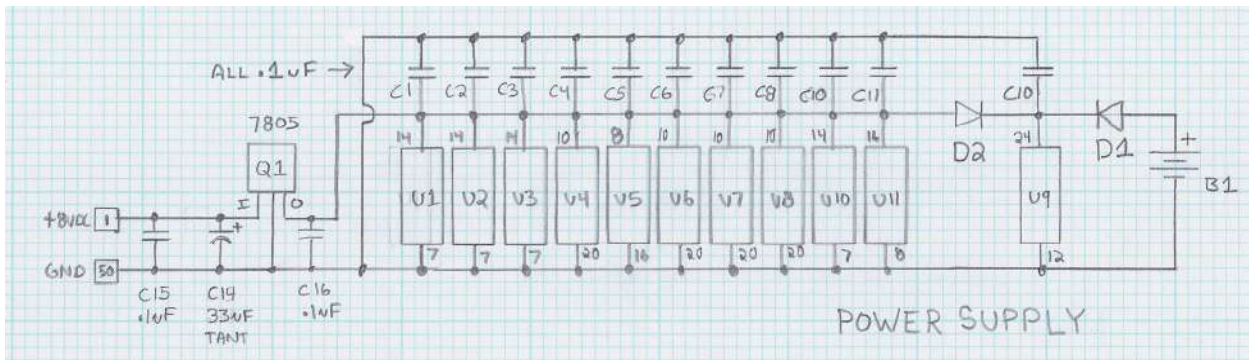 ALL .1uF →
C1 C2 C3 C4 C5 C6 C7 C8 C10 C11 C10
7805
Q1
I O
14 14 14 10 8 10 10 10 14 16 24
D2 D1 + B1
U1 U2 U3 U4 U5 U6 U7 U8 U10 U11 U9
+8VDC 1
+
7 7 7 20 16 20 20 20 7 8 12
GND 50
C15 C14 C16
.1uF 33uF .1uF
TANT
POWER SUPPLY